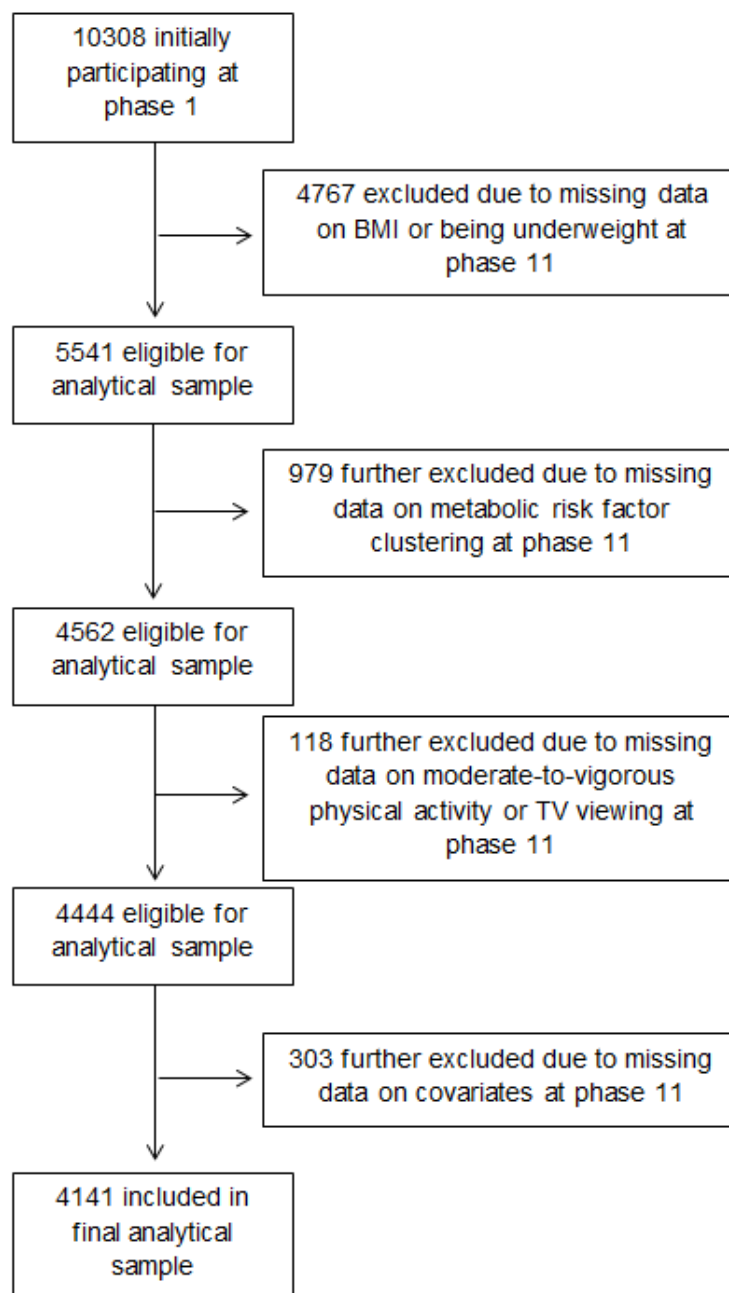 10308 initially
participating at
phase 1
4767 excluded due to missing data
on BMI or being underweight at
phase 11
5541 eligible for
analytical sample
979 further excluded due to missing
data on metabolic risk factor
clustering at phase 11
4562 eligible for
analytical sample
118 further excluded due to missing
data on moderate-to-vigorous
physical activity or TV viewing at
phase 11
4444 eligible for
analytical sample
303 further excluded due to missing
data on covariates at phase 11
4141 included in
final analytical
sample